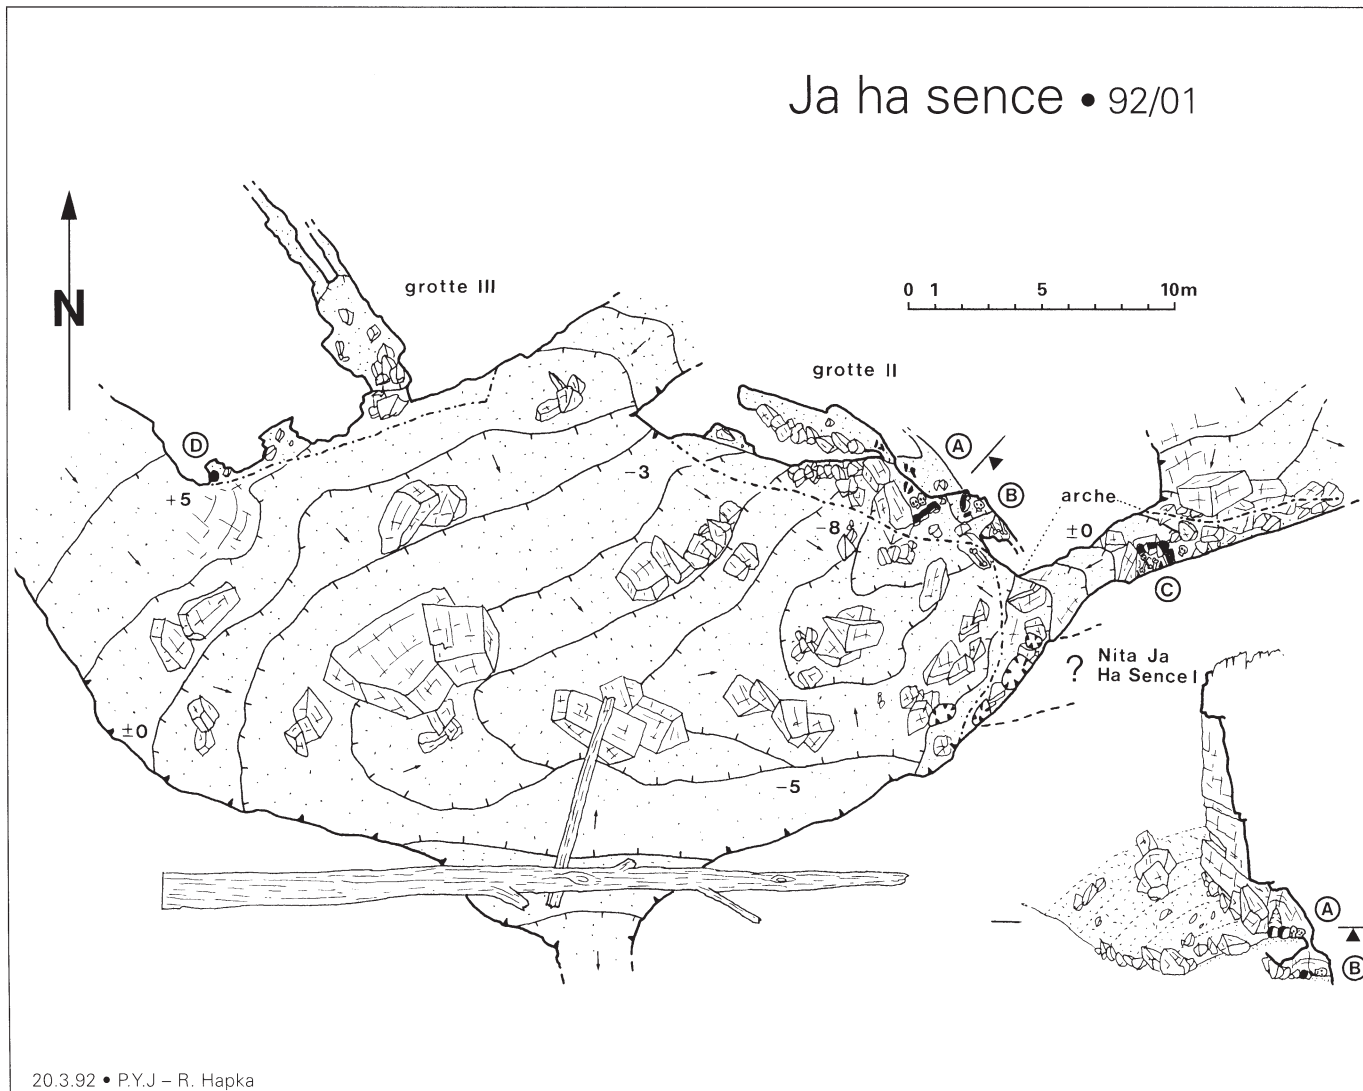 Ja ha sence • 92/01
N
grotte III
0 1 5 10m
grotte II
A
D
B
+5
−3
arche
−8
±0
C
? Nita Ja
Ha Sence I
±0
−5
A
B
20.3.92 • P.Y.J – R. Hapka